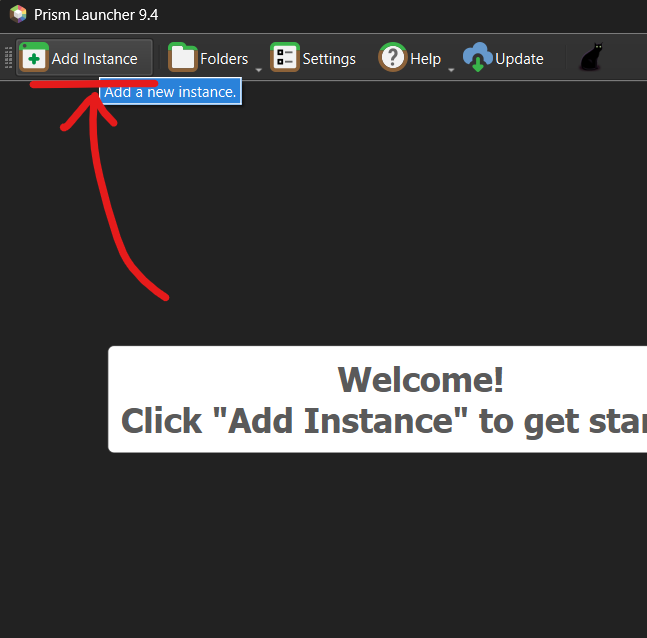 Prism Launcher 9.4
Add Instance Folders Settings Help Update
Add a new instance.
Welcome!
Click "Add Instance" to get star